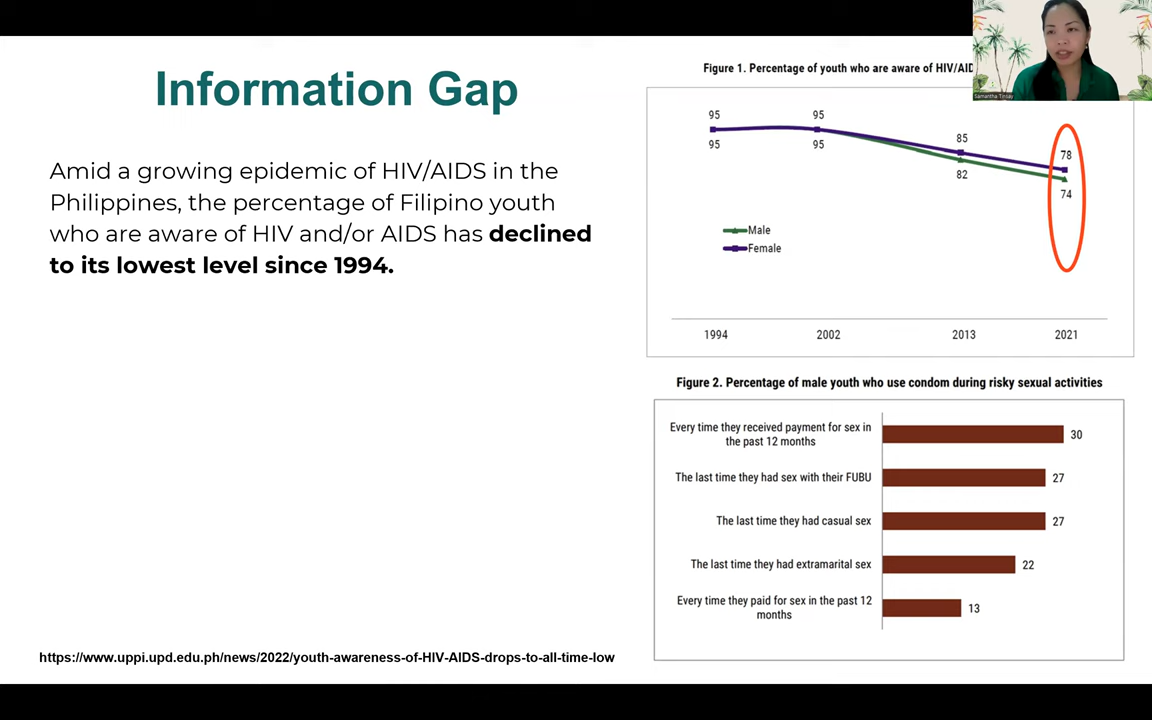 Information Gap
Amid a growing epidemic of HIV/AIDS in the
Philippines, the percentage of Filipino youth
who are aware of HIV and/or AIDS has declined
to its lowest level since 1994.
https://www.uppi.upd.edu.ph/news/2022/youth-awareness-of-HIV-AIDS-drops-to-all-time-low
Figure 1. Percentage of youth who are aware of HIV/AID
95 95 85 78
95 95 82 74
Male
Female
1994 2002 2013 2021
Figure 2. Percentage of male youth who use condom during risky sexual activities
Every time they received payment for sex in
the past 12 months
30
The last time they had sex with their FUBU 27
The last time they had casual sex 27
The last time they had extramarital sex 22
Every time they paid for sex in the past 12
months
13
Samantha Tinsay